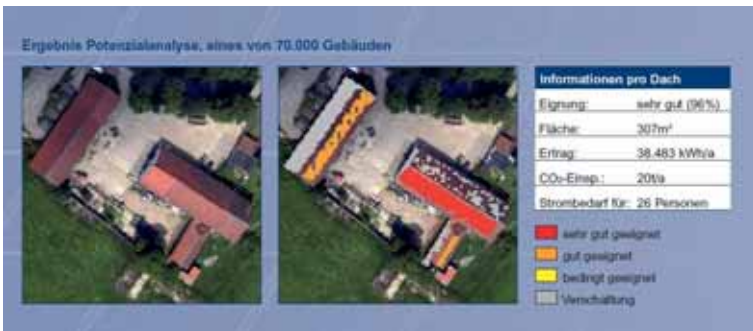 Ergebnis Potenzialanalyse, eines von 70.000 Gebäuden
Informationen pro Dach
Eignung: sehr gut (96%)
Fläche: 307m²
Ertrag: 38.483 kWh/a
CO₂-Einsp.: 20t/a
Strombedarf für: 26 Personen
sehr gut geeignet
gut geeignet
bedingt geeignet
Verschattung